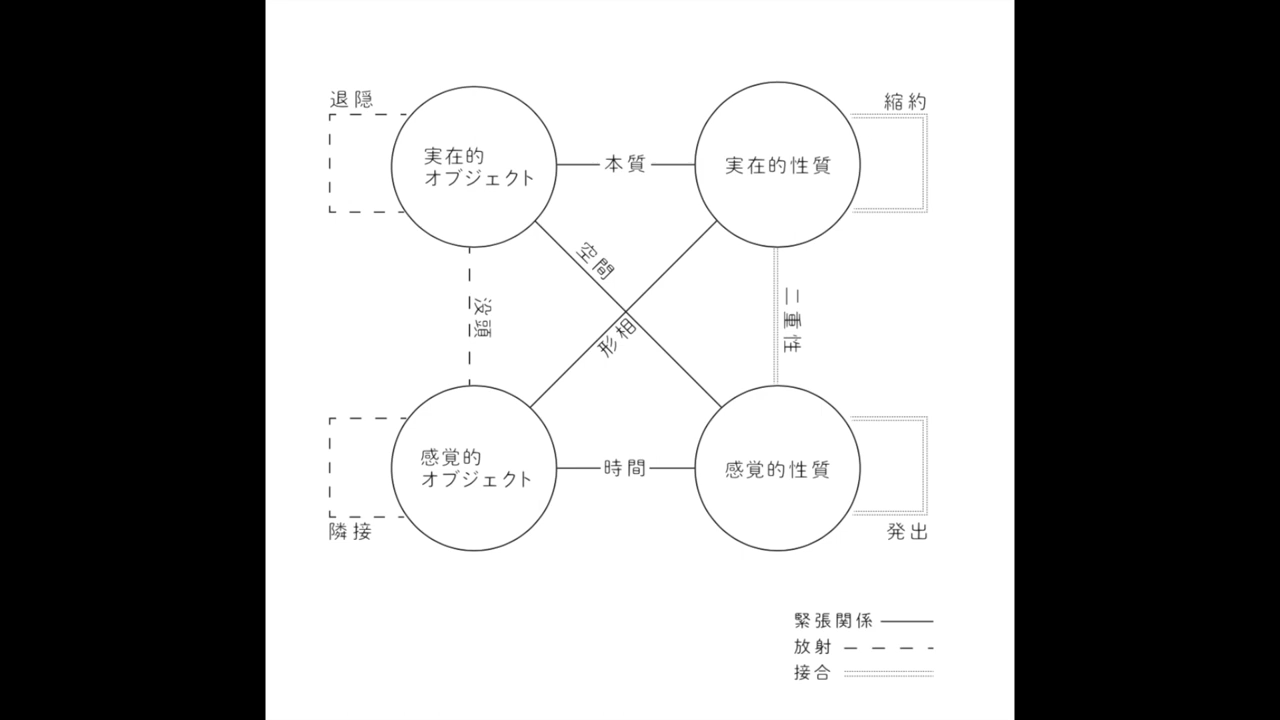 退隠
縮約
実在的
オブジェクト
本質
実在的性質
空間
没頭
二重性
形相
感覚的
オブジェクト
時間
感覚的性質
隣接
発出
緊張関係
放射
接合